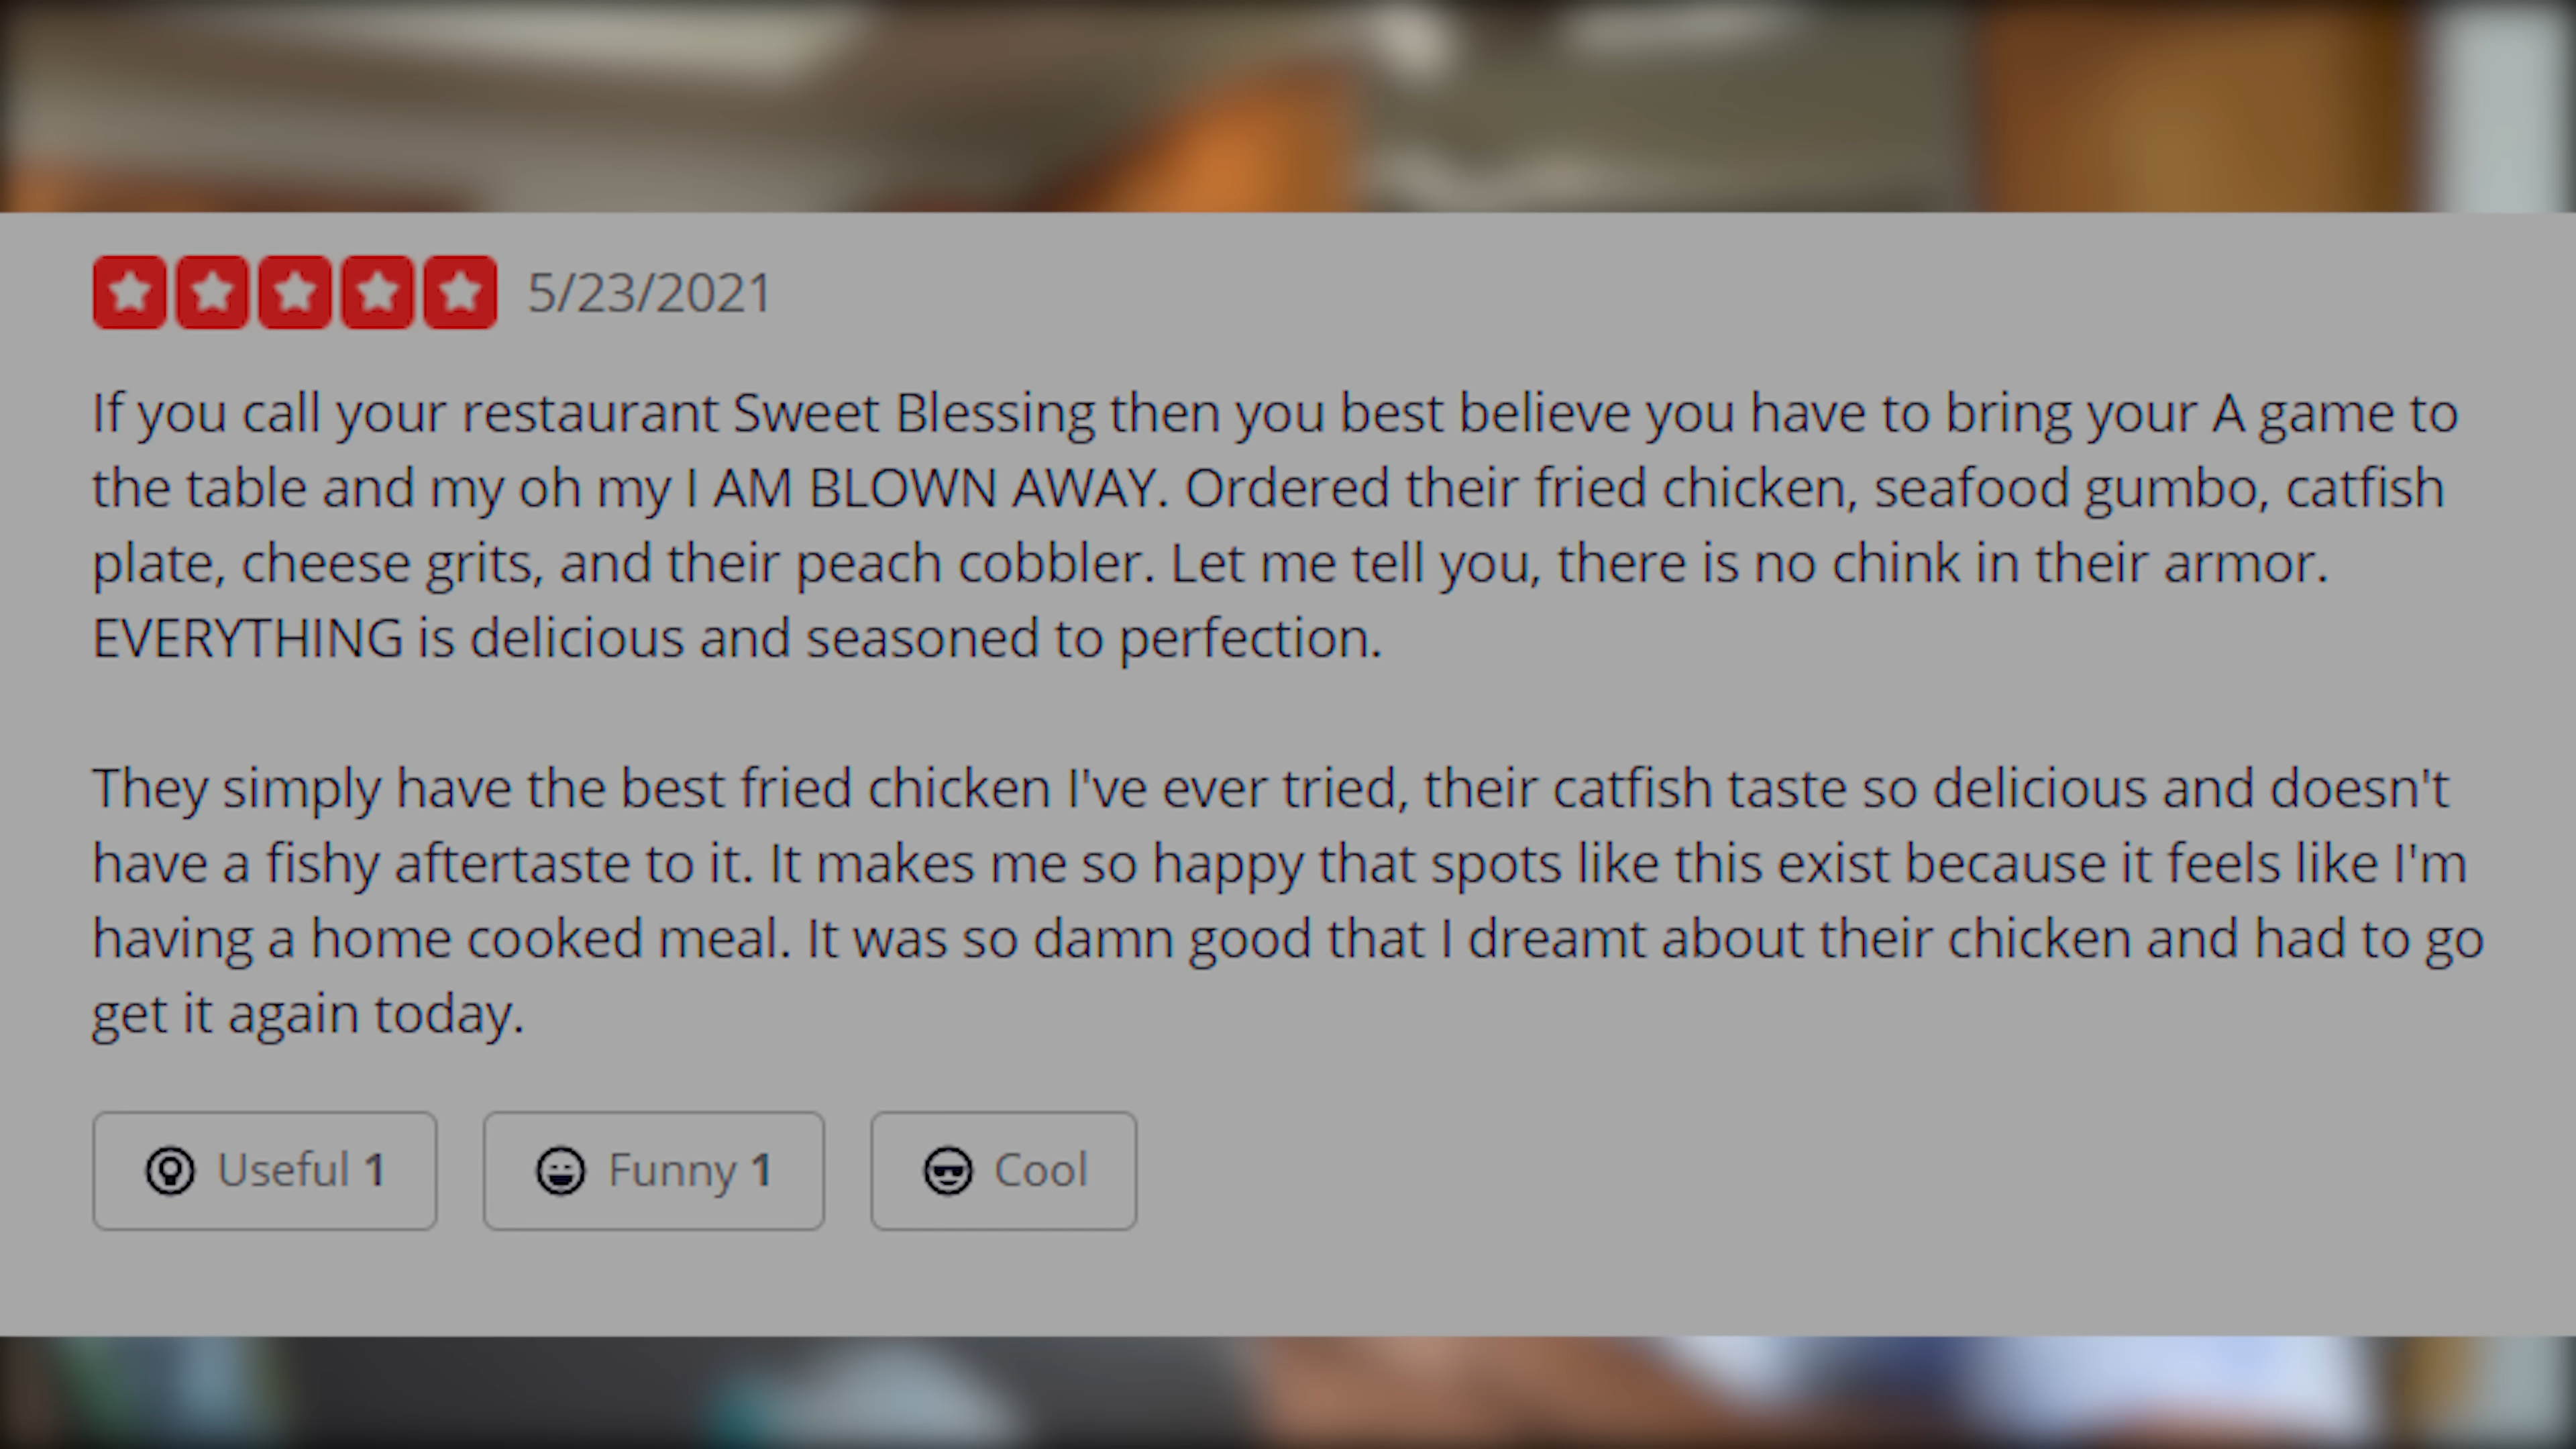 5/23/2021
If you call your restaurant Sweet Blessing then you best believe you have to bring your A game to
the table and my oh my I AM BLOWN AWAY. Ordered their fried chicken, seafood gumbo, catfish
plate, cheese grits, and their peach cobbler. Let me tell you, there is no chink in their armor.
EVERYTHING is delicious and seasoned to perfection.
They simply have the best fried chicken I've ever tried, their catfish taste so delicious and doesn't
have a fishy aftertaste to it. It makes me so happy that spots like this exist because it feels like I'm
having a home cooked meal. It was so damn good that I dreamt about their chicken and had to go
get it again today.
Useful 1 Funny 1 Cool